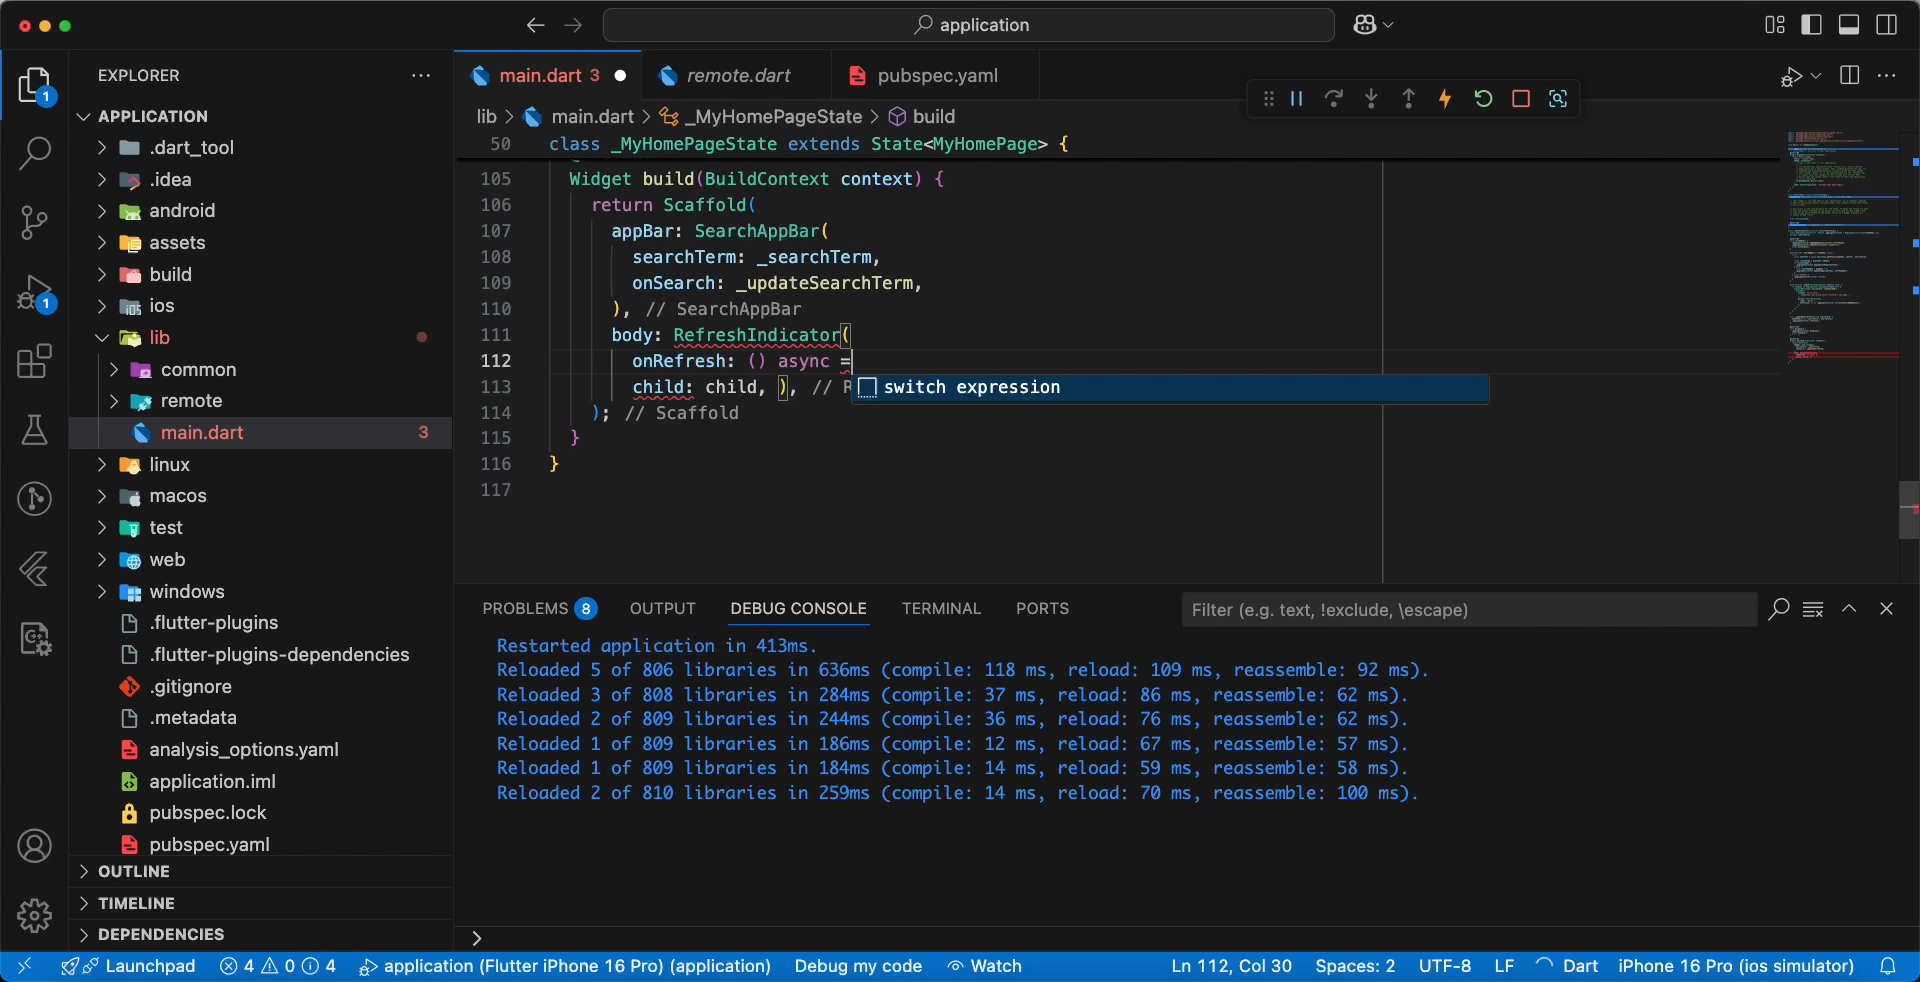 application
EXPLORER
APPLICATION
.dart_tool
.idea
android
assets
build
ios
lib
common
remote
main.dart 3
linux
macos
test
web
windows
.flutter-plugins
.flutter-plugins-dependencies
.gitignore
.metadata
analysis_options.yaml
application.iml
pubspec.lock
pubspec.yaml
OUTLINE
TIMELINE
DEPENDENCIES
1
1
main.dart 3
remote.dart
pubspec.yaml
lib > main.dart > _MyHomePageState > build
50 class _MyHomePageState extends State<MyHomePage> {
105 Widget build(BuildContext context) {
106 return Scaffold(
107 appBar: SearchAppBar(
108 searchTerm: _searchTerm,
109 onSearch: _updateSearchTerm,
110 ), // SearchAppBar
111 body: RefreshIndicator(
112 onRefresh: () async =
113 child: child, ), // R
switch expression
114 ); // Scaffold
115 }
116 }
117
PROBLEMS 8 OUTPUT DEBUG CONSOLE TERMINAL PORTS
Filter (e.g. text, !exclude, \escape)
Restarted application in 413ms.
Reloaded 5 of 806 libraries in 636ms (compile: 118 ms, reload: 109 ms, reassemble: 92 ms).
Reloaded 3 of 808 libraries in 284ms (compile: 37 ms, reload: 86 ms, reassemble: 62 ms).
Reloaded 2 of 809 libraries in 244ms (compile: 36 ms, reload: 76 ms, reassemble: 62 ms).
Reloaded 1 of 809 libraries in 186ms (compile: 12 ms, reload: 67 ms, reassemble: 57 ms).
Reloaded 1 of 809 libraries in 184ms (compile: 14 ms, reload: 59 ms, reassemble: 58 ms).
Reloaded 2 of 810 libraries in 259ms (compile: 14 ms, reload: 70 ms, reassemble: 100 ms).
>
Launchpad 4 0 4 application (Flutter iPhone 16 Pro) (application) Debug my code Watch Ln 112, Col 30 Spaces: 2 UTF-8 LF Dart iPhone 16 Pro (ios simulator)